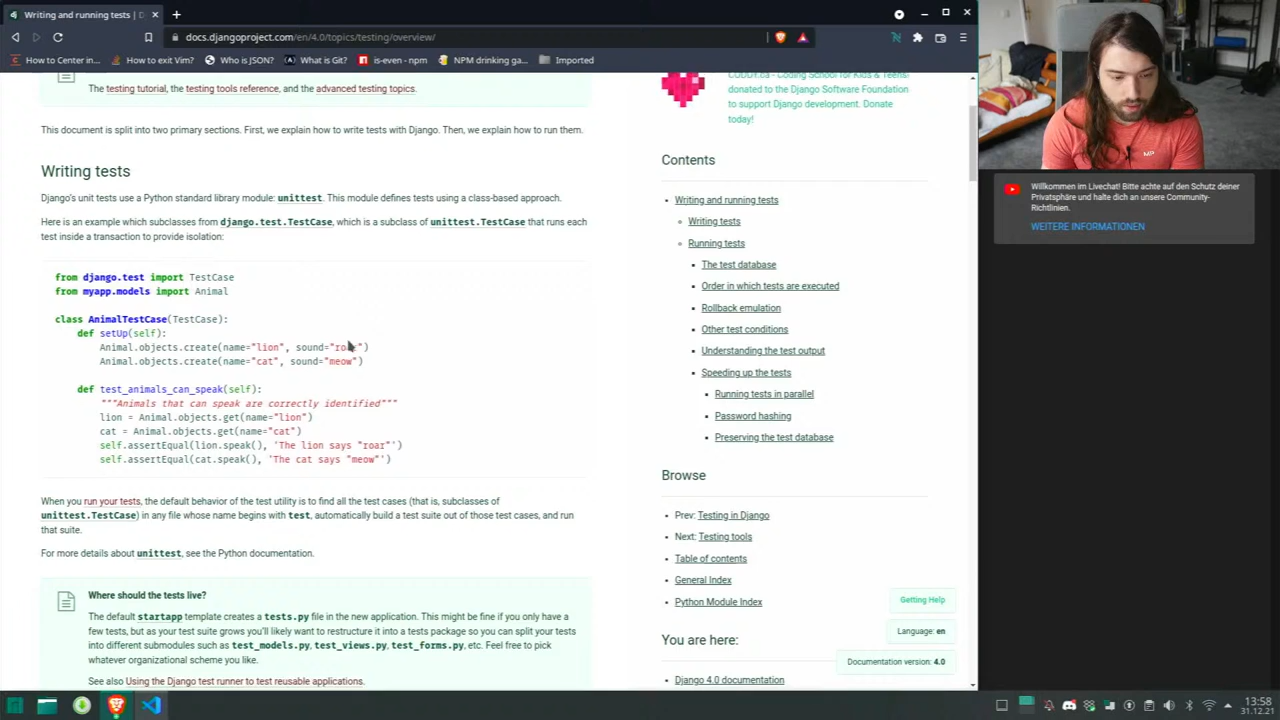 Writing and running tests | D
docs.djangoproject.com/en/4.0/topics/testing/overview/
How to Center in...
How to exit Vim?
Who is JSON?
What is Git?
is-even - npm
NPM drinking ga...
Imported
The testing tutorial, the testing tools reference, and the advanced testing topics.
This document is split into two primary sections. First, we explain how to write tests with Django. Then, we explain how to run them.
Writing tests
Django's unit tests use a Python standard library module: unittest. This module defines tests using a class-based approach.
Here is an example which subclasses from django.test.TestCase, which is a subclass of unittest.TestCase that runs each
test inside a transaction to provide isolation:
from django.test import TestCase
from myapp.models import Animal
class AnimalTestCase(TestCase):
def setUp(self):
Animal.objects.create(name="lion", sound="roar")
Animal.objects.create(name="cat", sound="meow")
def test_animals_can_speak(self):
"""Animals that can speak are correctly identified"""
lion = Animal.objects.get(name="lion")
cat = Animal.objects.get(name="cat")
self.assertEqual(lion.speak(), 'The lion says "roar"')
self.assertEqual(cat.speak(), 'The cat says "meow"')
When you run your tests, the default behavior of the test utility is to find all the test cases (that is, subclasses of
unittest.TestCase) in any file whose name begins with test, automatically build a test suite out of those test cases, and run
that suite.
For more details about unittest, see the Python documentation.
Where should the tests live?
The default startapp template creates a tests.py file in the new application. This might be fine if you only have a
few tests, but as your test suite grows you'll likely want to restructure it into a tests package so you can split your tests
into different submodules such as test_models.py, test_views.py, test_forms.py, etc. Feel free to pick
whatever organizational scheme you like.
See also Using the Django test runner to test reusable applications.
CODDY.ca - Coding School for Kids & Teens,
donated to the Django Software Foundation
to support Django development. Donate
today!
Contents
Writing and running tests
Writing tests
Running tests
The test database
Order in which tests are executed
Rollback emulation
Other test conditions
Understanding the test output
Speeding up the tests
Running tests in parallel
Password hashing
Preserving the test database
Browse
Prev: Testing in Django
Next: Testing tools
Table of contents
General Index
Python Module Index
You are here:
Django 4.0 documentation
Getting Help
Language: en
Documentation version: 4.0
MP
Willkommen im Livechat! Bitte achte auf den Schutz deiner
Privatsphäre und halte dich an unsere Community-
Richtlinien.
WEITERE INFORMATIONEN
13:58
31.12.21